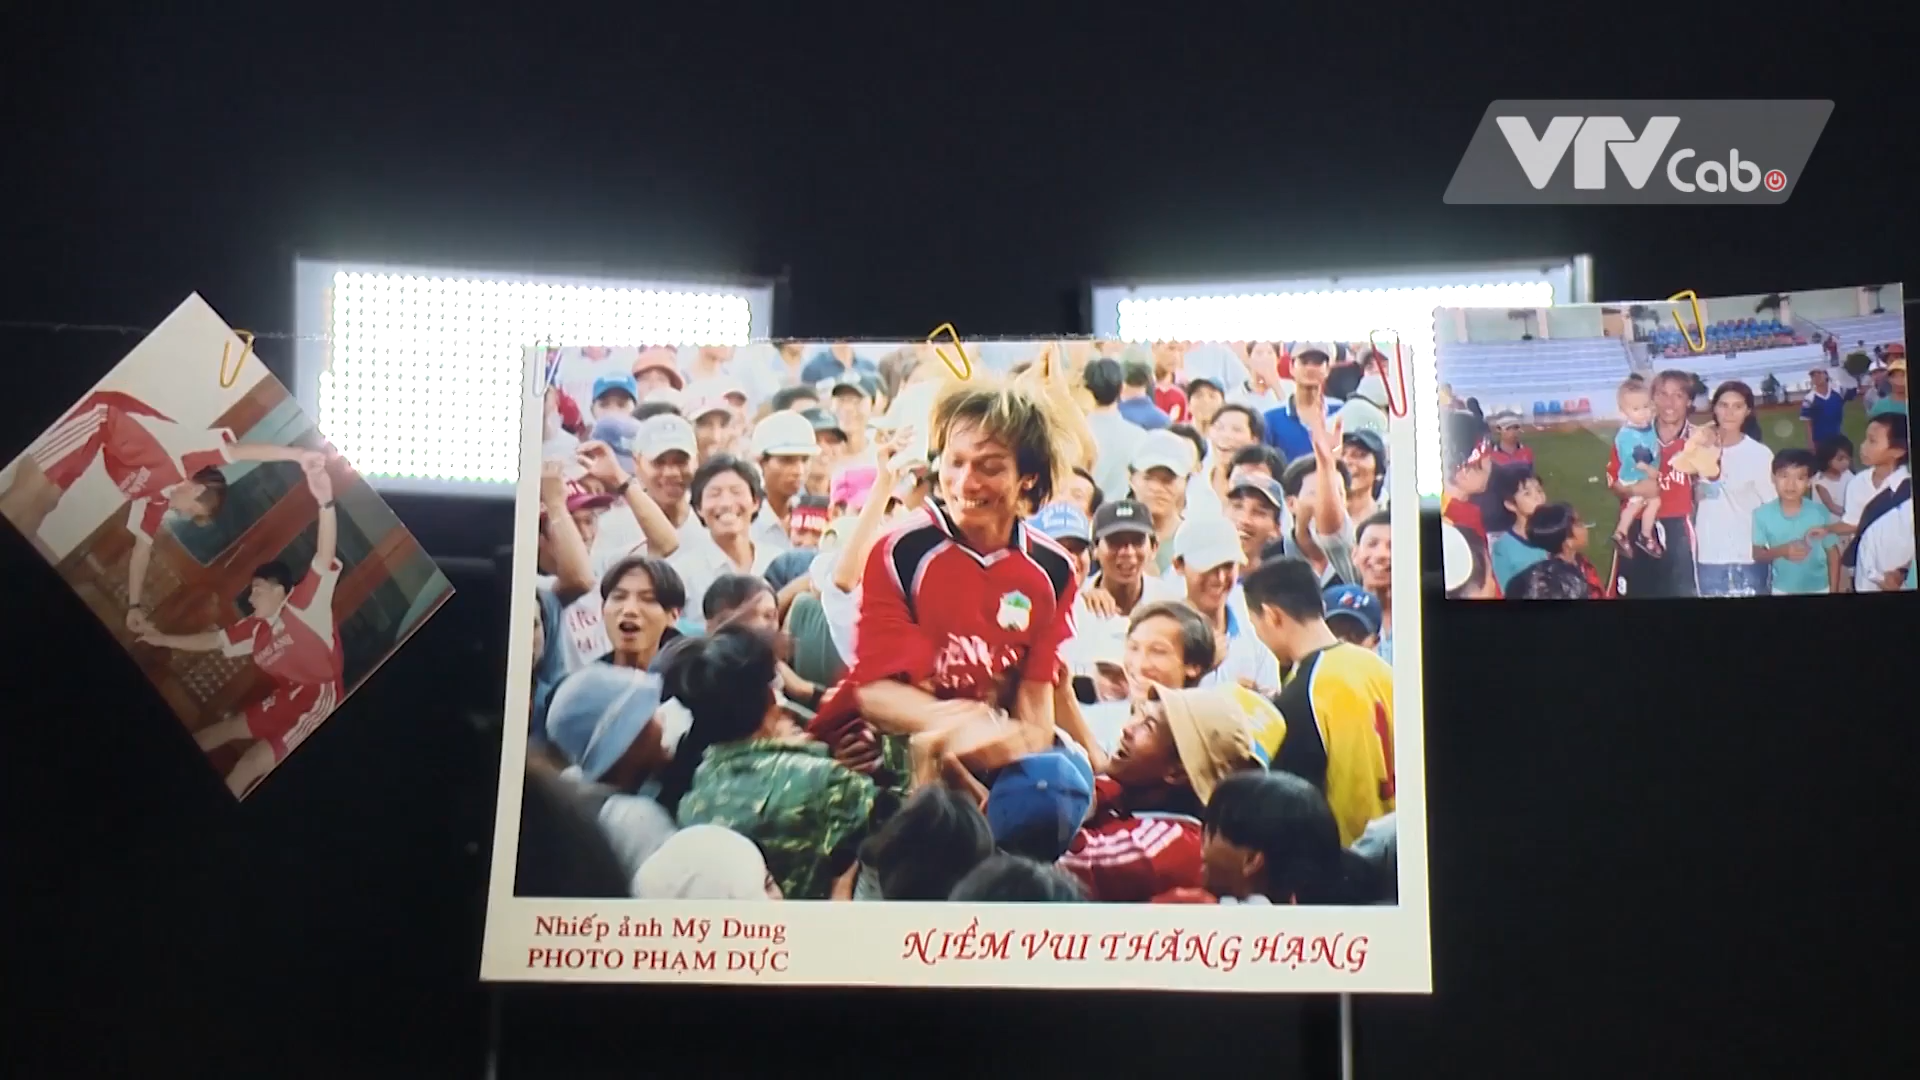 VTVCab
Nhiếp ảnh Mỹ Dung
PHOTO PHẠM DỰC
NIỀM VUI THĂNG HẠNG